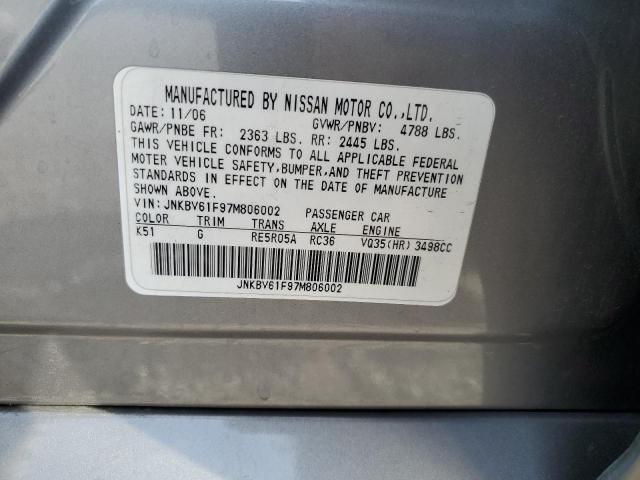 MANUFACTURED BY NISSAN MOTOR CO.,LTD.
DATE: 11/06 GVWR/PNBV: 4788 LBS.
GAWR/PNBE FR: 2363 LBS. RR: 2445 LBS.
THIS VEHICLE CONFORMS TO ALL APPLICABLE FEDERAL
MOTOR VEHICLE SAFETY,BUMPER,AND THEFT PREVENTION
STANDARDS IN EFFECT ON THE DATE OF MANUFACTURE
SHOWN ABOVE.
VIN: JNKBV61F97M806002 PASSENGER CAR
COLOR TRIM TRANS AXLE ENGINE
K51 G RE5R05A RC36 VQ35(HR) 3498CC
JNKBV61F97M806002